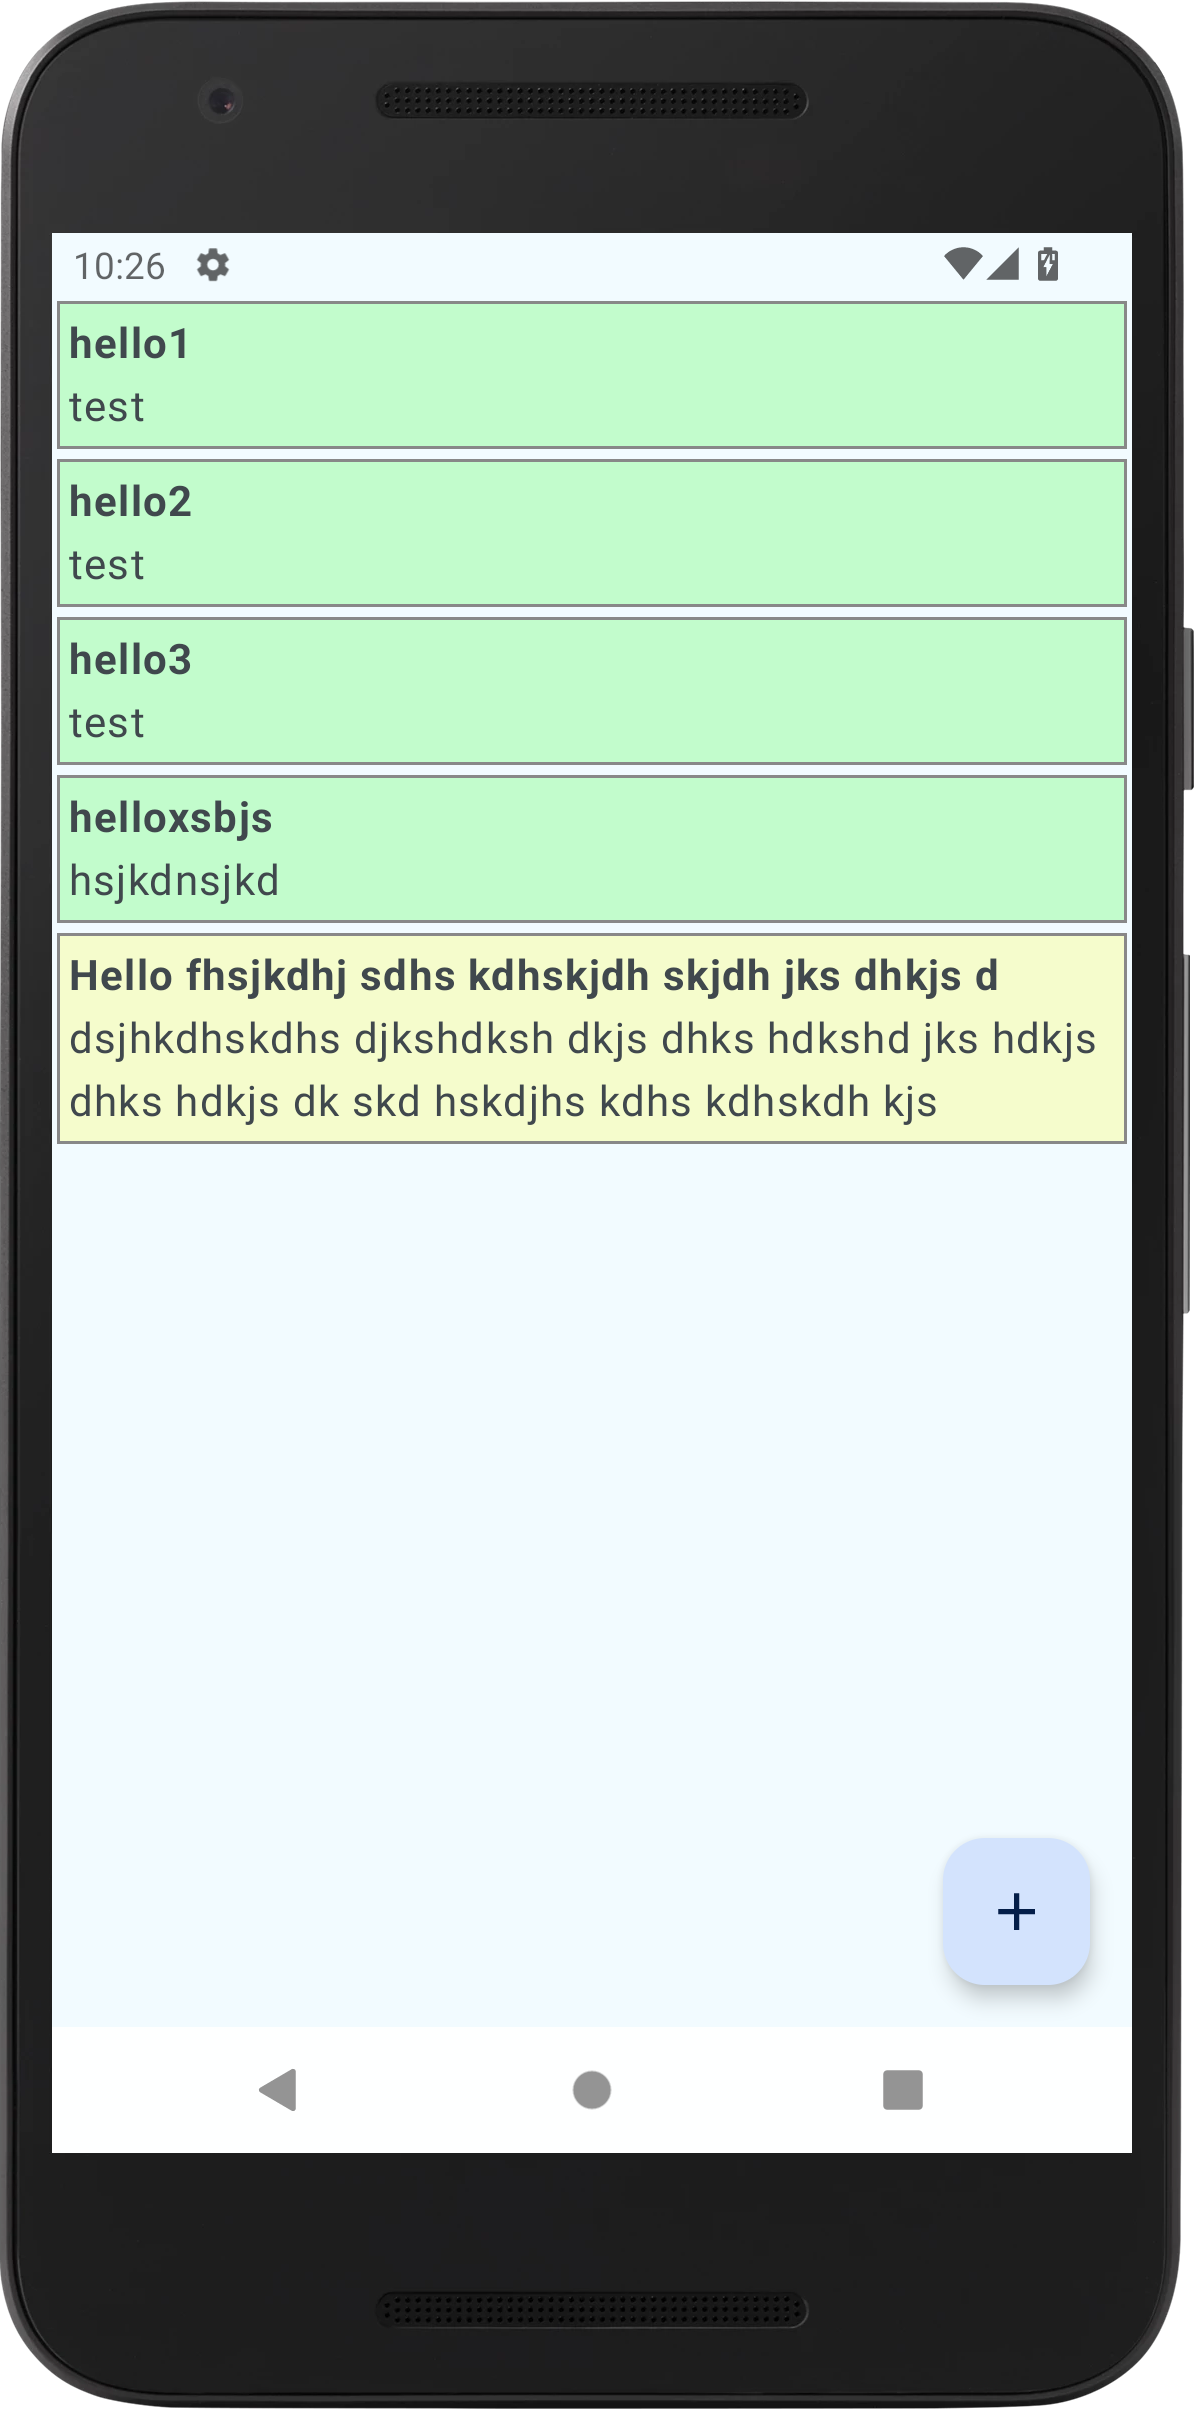 10:26
hello1
test
hello2
test
hello3
test
helloxsbjs
hsjkdnsjkd
Hello fhsjkdhj sdhs kdhskjdh skjdh jks dhkjs d
dsjhkdhskdhs djkshdksh dkjs dhks hdkshd jks hdkjs
dhks hdkjs dk skd hskdjhs kdhs kdhskdh kjs